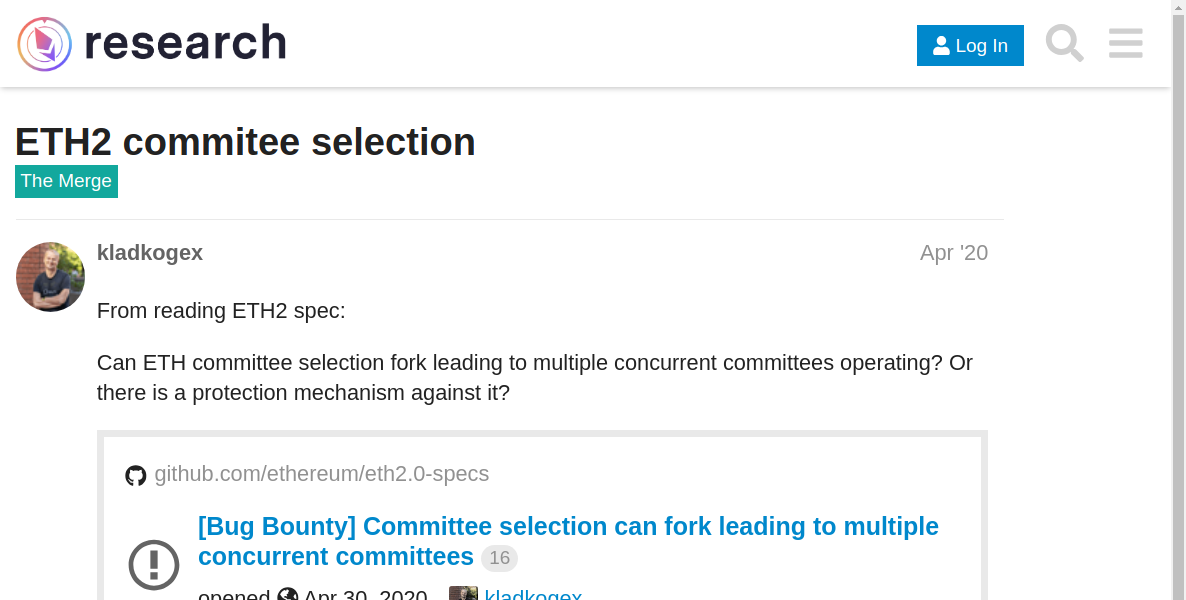 research
Log In
ETH2 commitee selection
The Merge
kladkogex
Apr '20
From reading ETH2 spec:
Can ETH committee selection fork leading to multiple concurrent committees operating? Or
there is a protection mechanism against it?
github.com/ethereum/eth2.0-specs
[Bug Bounty] Committee selection can fork leading to multiple
concurrent committees 16
opened Apr 30, 2020 kladkogex